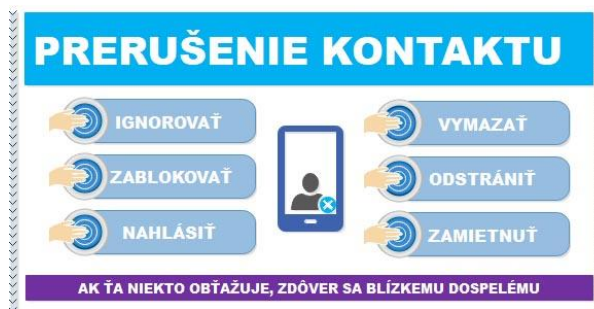 PRERUŠENIE KONTAKTU
IGNOROVAŤ
ZABLOKOVAŤ
NAHLÁSIŤ
VYMAZAŤ
ODSTRÁNIŤ
ZAMIETNUŤ
AK ŤA NIEKTO OBŤAŽUJE, ZDÔVER SA BLÍZKEMU DOSPELÉMU